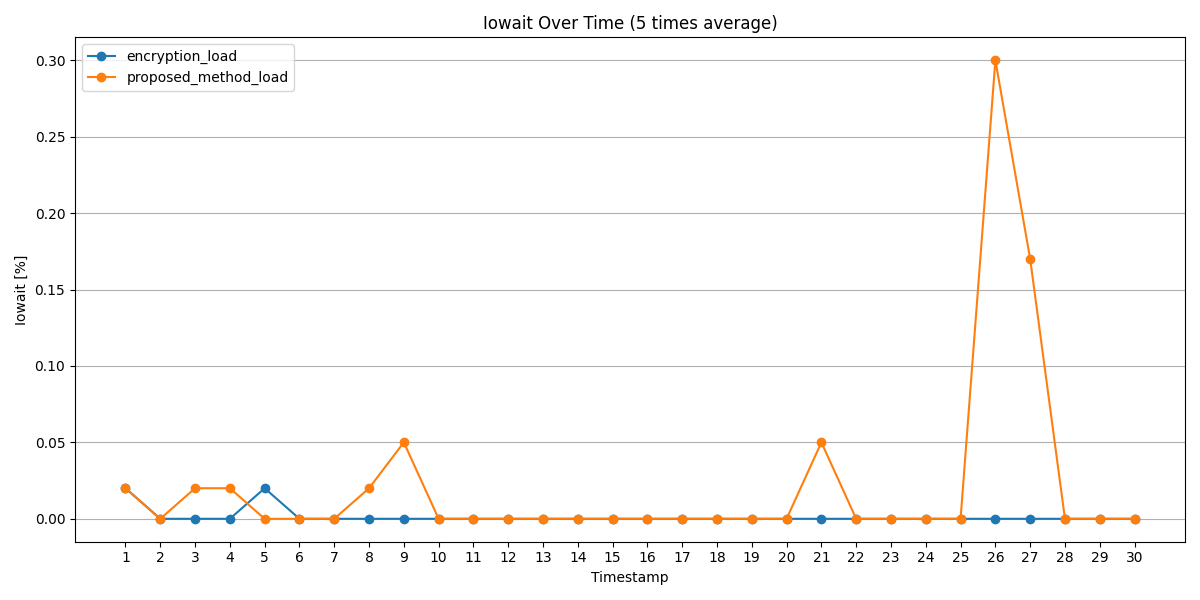 Iowait Over Time (5 times average)
encryption_load
proposed_method_load
Iowait [%]
0.30
0.25
0.20
0.15
0.10
0.05
0.00
1 2 3 4 5 6 7 8 9 10 11 12 13 14 15 16 17 18 19 20 21 22 23 24 25 26 27 28 29 30
Timestamp